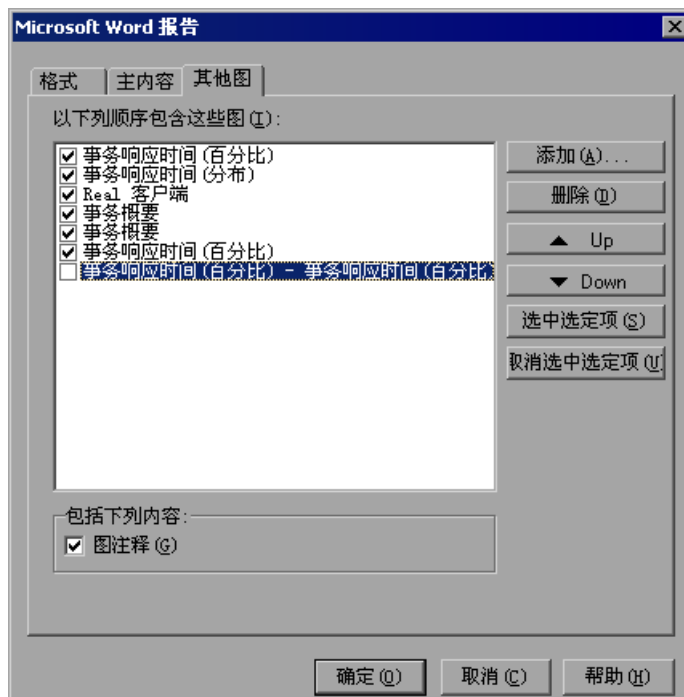 Microsoft Word 报告
格式 主内容 其他图
以下列顺序包含这些图(I):
事务响应时间(百分比)
事务响应时间(分布)
Real 客户端
事务概要
事务概要
事务响应时间(百分比)
事务响应时间(百分比) - 事务响应时间(百分比
添加(A)...
删除(D)
Up
Down
选中选定项(S)
取消选中选定项(U
包括下列内容:
图注释(G)
确定(O) 取消(C) 帮助(H)